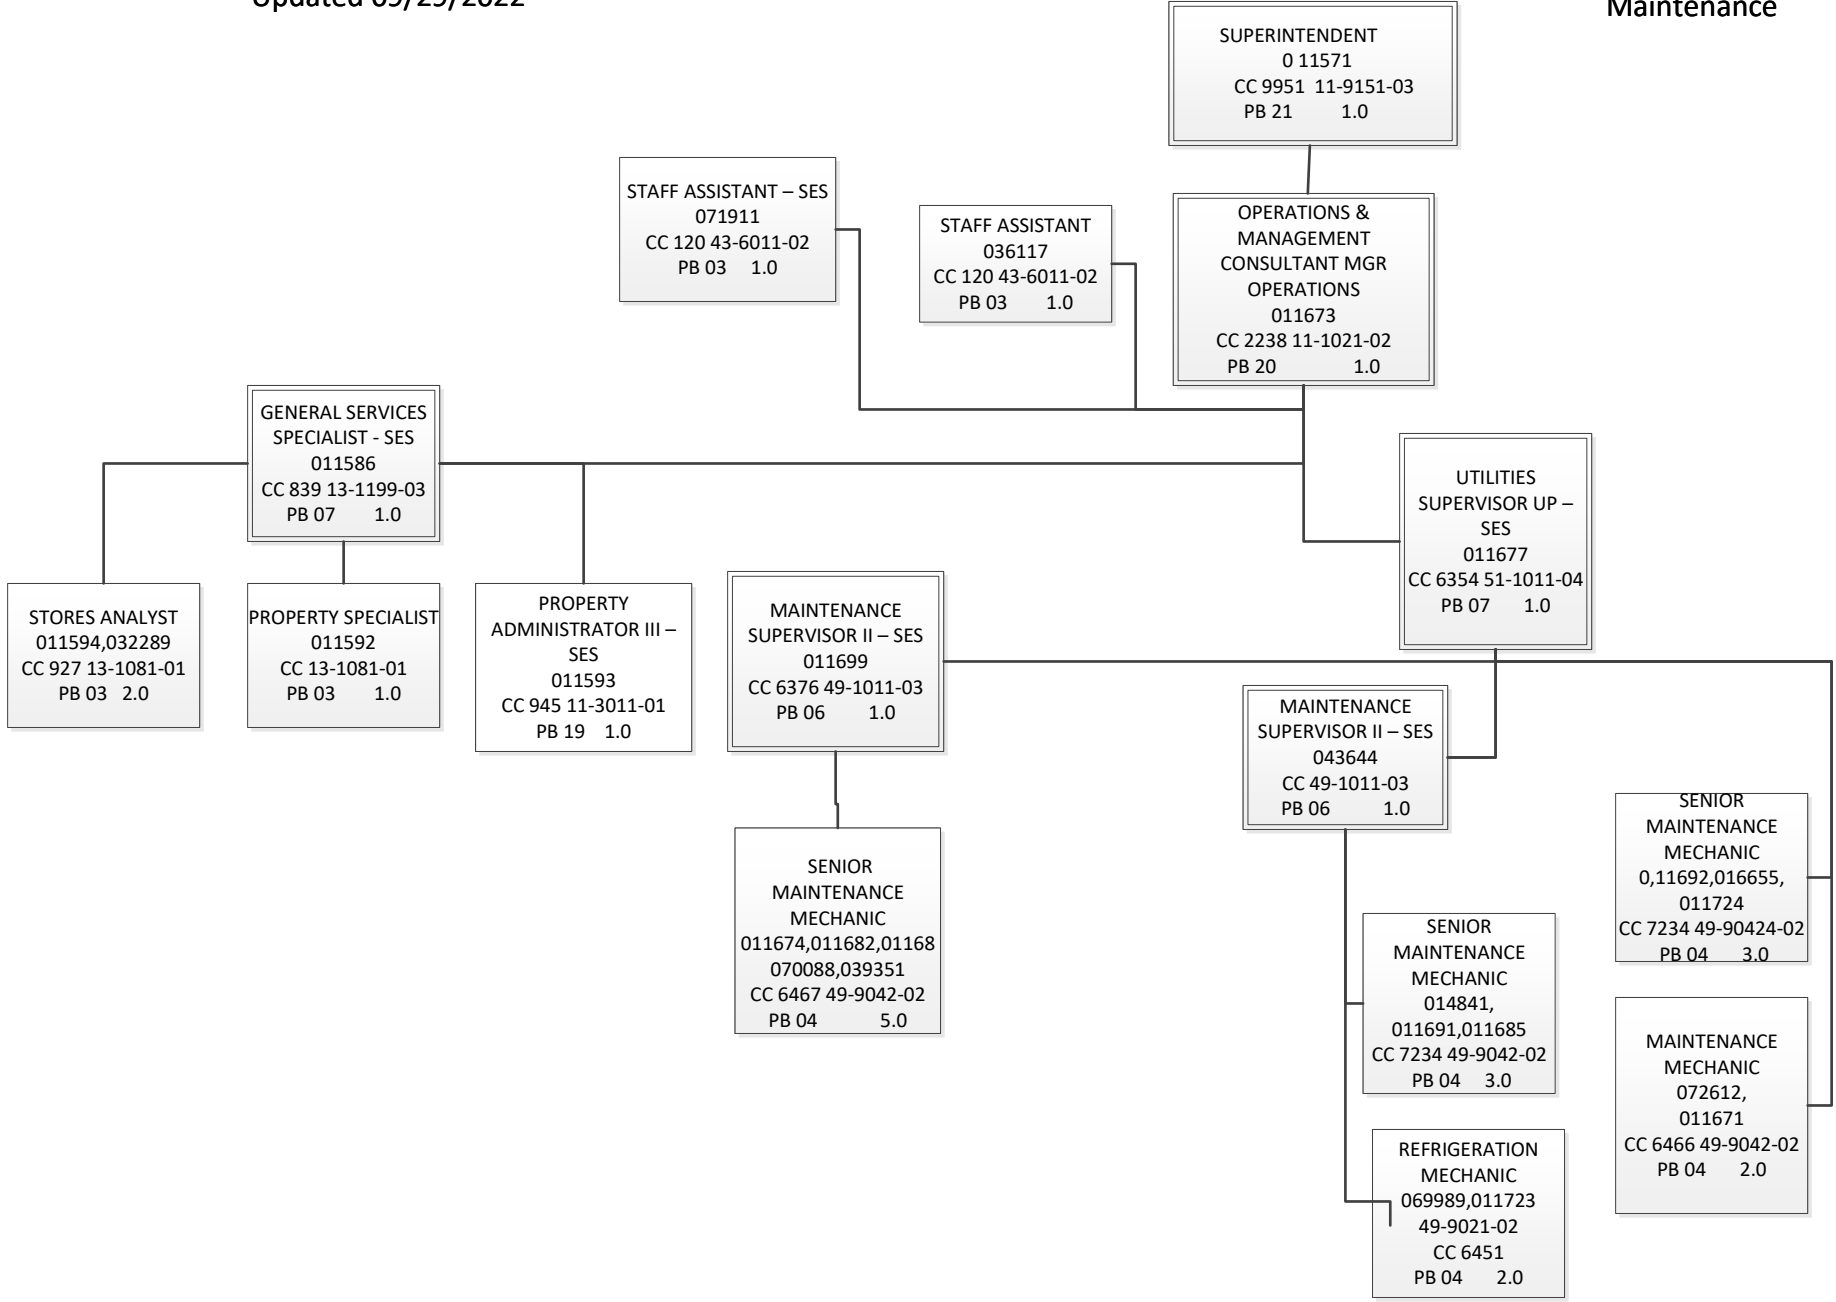 Updated 09/29/2022
Maintenance
SUPERINTENDENT
0 11571
CC 9951 11-9151-03
PB 21 1.0
STAFF ASSISTANT – SES
071911
CC 120 43-6011-02
PB 03 1.0
STAFF ASSISTANT
036117
CC 120 43-6011-02
PB 03 1.0
OPERATIONS &
MANAGEMENT
CONSULTANT MGR
OPERATIONS
011673
CC 2238 11-1021-02
PB 20 1.0
GENERAL SERVICES
SPECIALIST - SES
011586
CC 839 13-1199-03
PB 07 1.0
UTILITIES
SUPERVISOR UP –
SES
011677
CC 6354 51-1011-04
PB 07 1.0
STORES ANALYST
011594,032289
CC 927 13-1081-01
PB 03 2.0
PROPERTY SPECIALIST
011592
CC 13-1081-01
PB 03 1.0
PROPERTY
ADMINISTRATOR III –
SES
011593
CC 945 11-3011-01
PB 19 1.0
MAINTENANCE
SUPERVISOR II – SES
011699
CC 6376 49-1011-03
PB 06 1.0
MAINTENANCE
SUPERVISOR II – SES
043644
CC 49-1011-03
PB 06 1.0
SENIOR
MAINTENANCE
MECHANIC
011674,011682,01168
070088,039351
CC 6467 49-9042-02
PB 04 5.0
SENIOR
MAINTENANCE
MECHANIC
0,11692,016655,
011724
CC 7234 49-90424-02
PB 04 3.0
SENIOR
MAINTENANCE
MECHANIC
014841,
011691,011685
CC 7234 49-9042-02
PB 04 3.0
MAINTENANCE
MECHANIC
072612,
011671
CC 6466 49-9042-02
PB 04 2.0
REFRIGERATION
MECHANIC
069989,011723
49-9021-02
CC 6451
PB 04 2.0